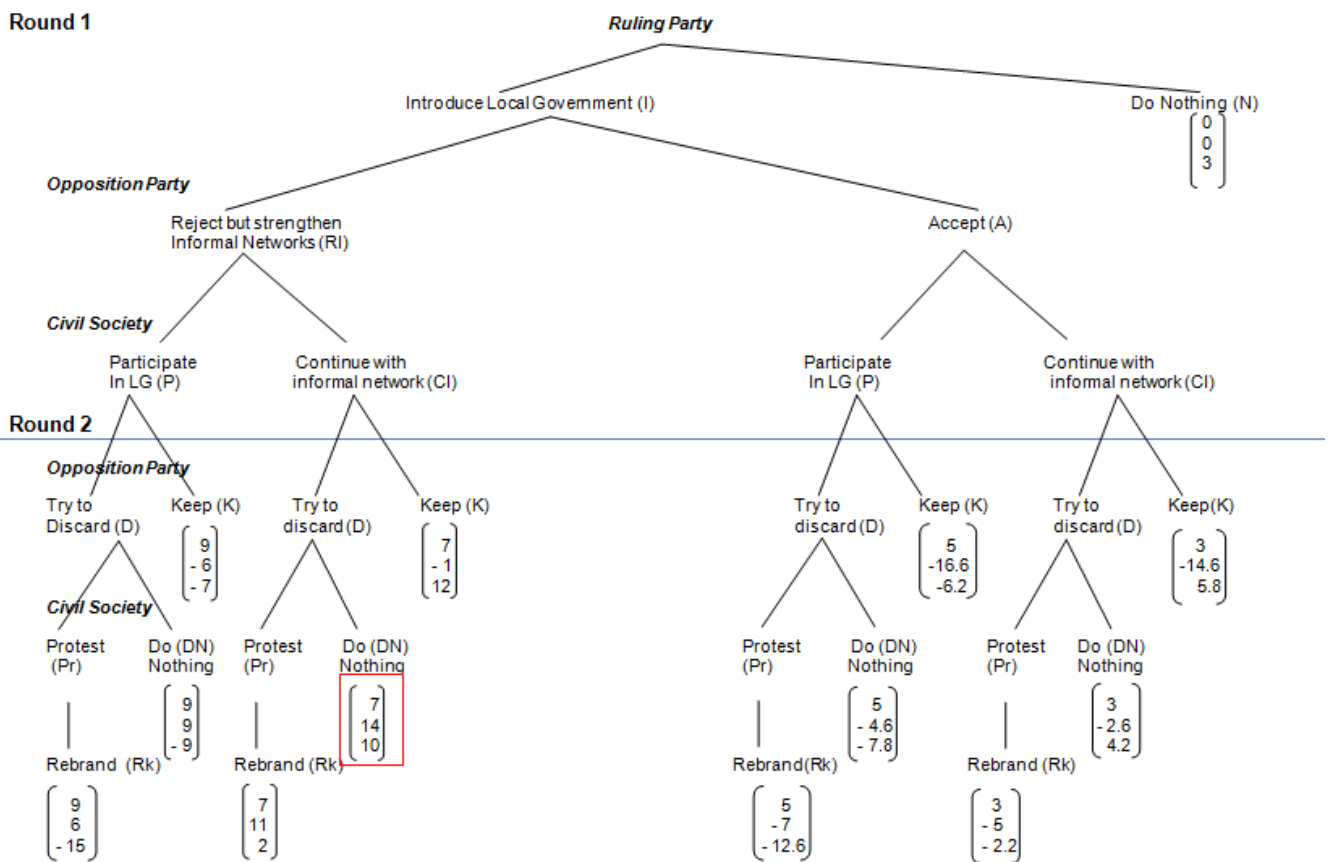 Round 1
Ruling Party
Introduce Local Government (I)
Do Nothing (N)
0
0
3
Opposition Party
Reject but strengthen
Informal Networks (RI)
Accept (A)
Civil Society
Participate
In LG (P)
Continue with
informal network (CI)
Participate
In LG (P)
Continue with
informal network (CI)
Round 2
Opposition Party
Try to
Discard (D)
Keep (K)
9
- 6
- 7
Try to
discard (D)
Keep (K)
7
- 1
12
Try to
discard (D)
Keep (K)
5
-16.6
-6.2
Try to
discard (D)
Keep(K)
3
-14.6
5.8
Civil Society
Protest
(Pr)
Do (DN)
Nothing
9
9
- 9
Protest
(Pr)
Do (DN)
Nothing
7
14
10
Protest
(Pr)
Do (DN)
Nothing
5
- 4.6
- 7.8
Protest
(Pr)
Do (DN)
Nothing
3
- 2.6
4.2
Rebrand (Rk)
9
6
- 15
Rebrand (Rk)
7
11
2
Rebrand(Rk)
5
- 7
-12.6
Rebrand (Rk)
3
- 5
- 2.2